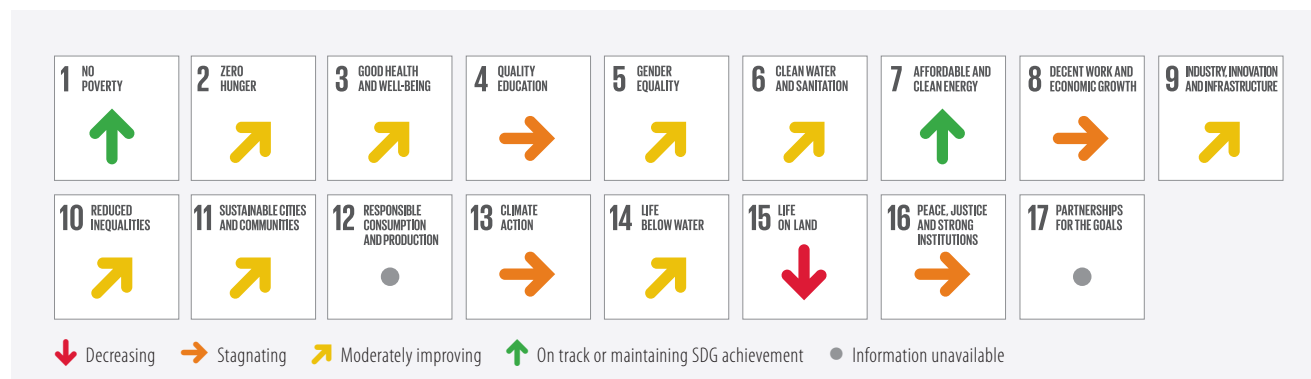 1 NO POVERTY
2 ZERO HUNGER
3 GOOD HEALTH AND WELL-BEING
4 QUALITY EDUCATION
5 GENDER EQUALITY
6 CLEAN WATER AND SANITATION
7 AFFORDABLE AND CLEAN ENERGY
8 DECENT WORK AND ECONOMIC GROWTH
9 INDUSTRY, INNOVATION AND INFRASTRUCTURE
10 REDUCED INEQUALITIES
11 SUSTAINABLE CITIES AND COMMUNITIES
12 RESPONSIBLE CONSUMPTION AND PRODUCTION
13 CLIMATE ACTION
14 LIFE BELOW WATER
15 LIFE ON LAND
16 PEACE, JUSTICE AND STRONG INSTITUTIONS
17 PARTNERSHIPS FOR THE GOALS
Decreasing Stagnating Moderately improving On track or maintaining SDG achievement Information unavailable